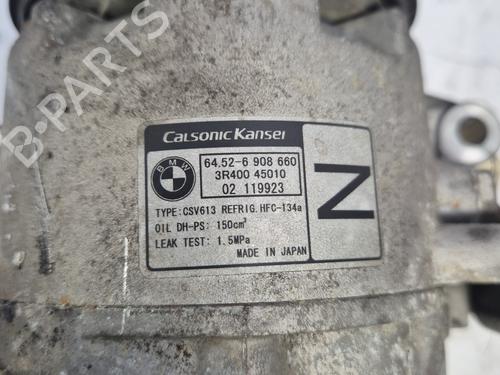 B-Parts
Calsonic Kansei
BMW
64.52-6 908 660
3R400 45010
02 119923
TYPE:CSV613 REFRIG.HFC-134a
OIL DH-PS: 150cm³
LEAK TEST: 1.5MPa
MADE IN JAPAN
N